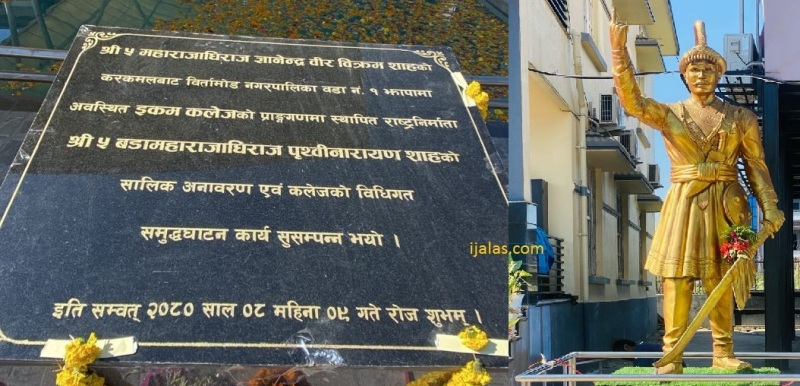 श्री ५ महाराजाधिराज ज्ञानेन्द्र वीर विक्रम शाहको
करकमलबाट विर्तामोड नगरपालिका वडा नं. १ झापामा
अवस्थित इकम कलेजको प्राङ्गणमा स्थापित राष्ट्रनिर्माता
श्री ५ बडामहाराजाधिराज पृथ्वीनारायण शाहको
सालिक अनावरण एवं कलेजको विधिगत
समुद्धघाटन कार्य सुसम्पन्न भयो ।
इति सम्वत् २०८० साल ०८ महिना ०९ गते रोज शुभम् ।
ijalas.com